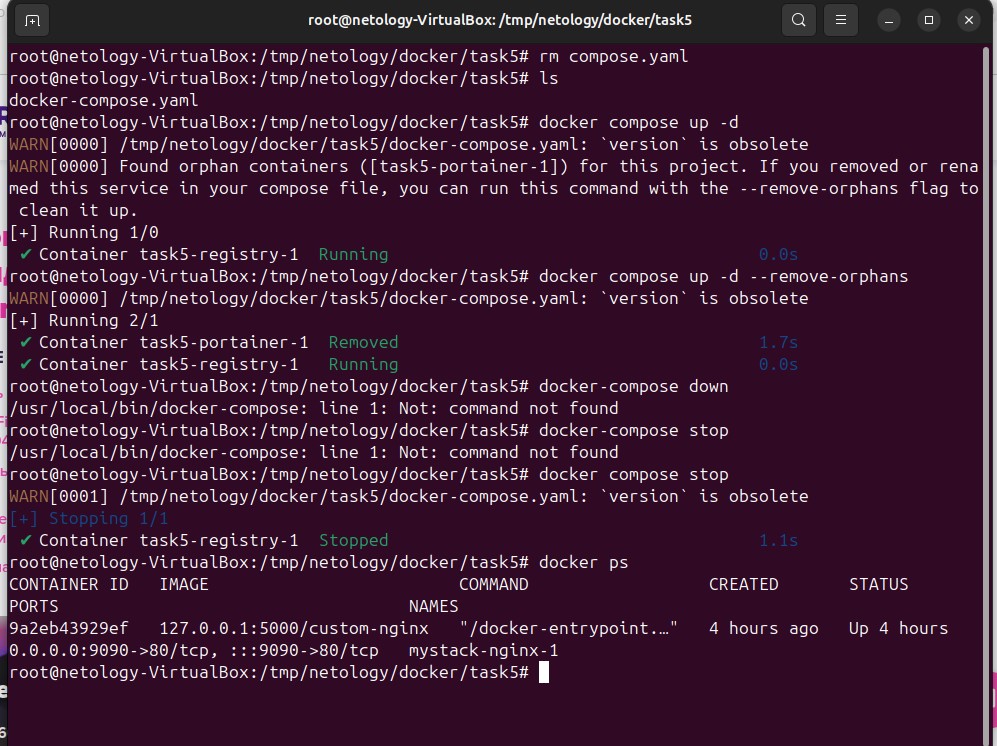 root@netology-VirtualBox: /tmp/netology/docker/task5
root@netology-VirtualBox:/tmp/netology/docker/task5# rm compose.yaml
root@netology-VirtualBox:/tmp/netology/docker/task5# ls
docker-compose.yaml
root@netology-VirtualBox:/tmp/netology/docker/task5# docker compose up -d
WARN[0000] /tmp/netology/docker/task5/docker-compose.yaml: `version` is obsolete
WARN[0000] Found orphan containers ([task5-portainer-1]) for this project. If you removed or rena
med this service in your compose file, you can run this command with the --remove-orphans flag to
 clean it up.
[+] Running 1/0
 ✔ Container task5-registry-1  Running 0.0s
root@netology-VirtualBox:/tmp/netology/docker/task5# docker compose up -d --remove-orphans
WARN[0000] /tmp/netology/docker/task5/docker-compose.yaml: `version` is obsolete
[+] Running 2/1
 ✔ Container task5-portainer-1  Removed 1.7s
 ✔ Container task5-registry-1   Running 0.0s
root@netology-VirtualBox:/tmp/netology/docker/task5# docker-compose down
/usr/local/bin/docker-compose: line 1: Not: command not found
root@netology-VirtualBox:/tmp/netology/docker/task5# docker-compose stop
/usr/local/bin/docker-compose: line 1: Not: command not found
root@netology-VirtualBox:/tmp/netology/docker/task5# docker compose stop
WARN[0001] /tmp/netology/docker/task5/docker-compose.yaml: `version` is obsolete
[+] Stopping 1/1
 ✔ Container task5-registry-1  Stopped 1.1s
root@netology-VirtualBox:/tmp/netology/docker/task5# docker ps
CONTAINER ID   IMAGE                         COMMAND                  CREATED       STATUS
PORTS                                   NAMES
9a2eb43929ef   127.0.0.1:5000/custom-nginx   "/docker-entrypoint.…"   4 hours ago   Up 4 hours
0.0.0.0:9090->80/tcp, :::9090->80/tcp   mystack-nginx-1
root@netology-VirtualBox:/tmp/netology/docker/task5#